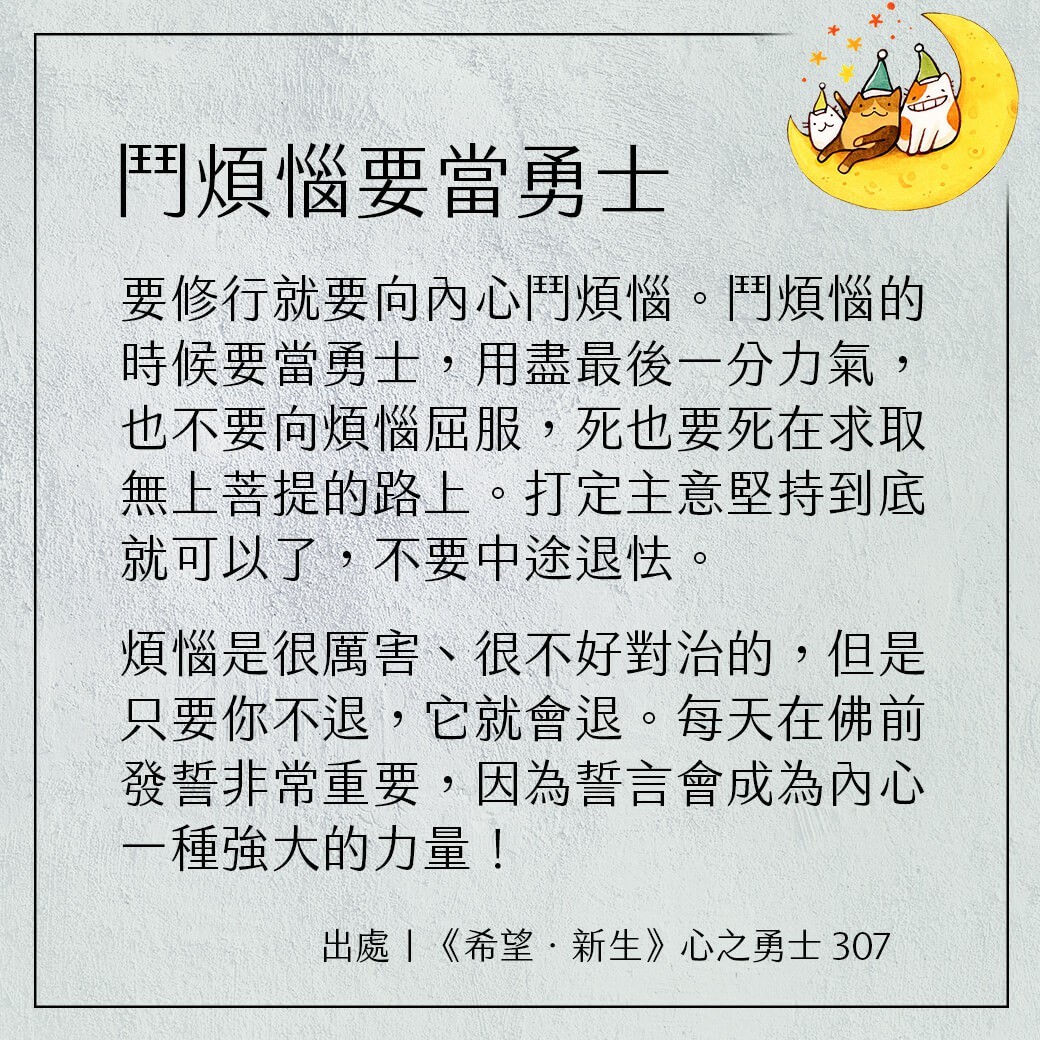 鬥煩惱要當勇士
要修行就要向內心鬥煩惱。鬥煩惱的
時候要當勇士，用盡最後一分力氣，
也不要向煩惱屈服，死也要死在求取
無上菩提的路上。打定主意堅持到底
就可以了，不要中途退怯。
煩惱是很厲害、很不好對治的，但是
只要你不退，它就會退。每天在佛前
發誓非常重要，因為誓言會成為內心
一種強大的力量！
出處｜《希望．新生》心之勇士 307